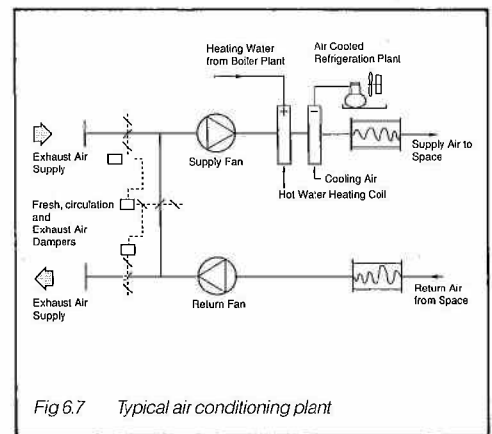 Heating Water
from Boiler Plant
Air Cooted
Refrigeration Plant
+
−
Exhaust Air
Supply
Supply Fan
Supply Air to
Space
Cooling Air
Hot Water Heating Coil
Fresh, circulation
and
Exhaust Air
Dampers
Exhaust Air
Supply
Return Fan
Return Air
from Space
Fig 6.7 Typical air conditioning plant